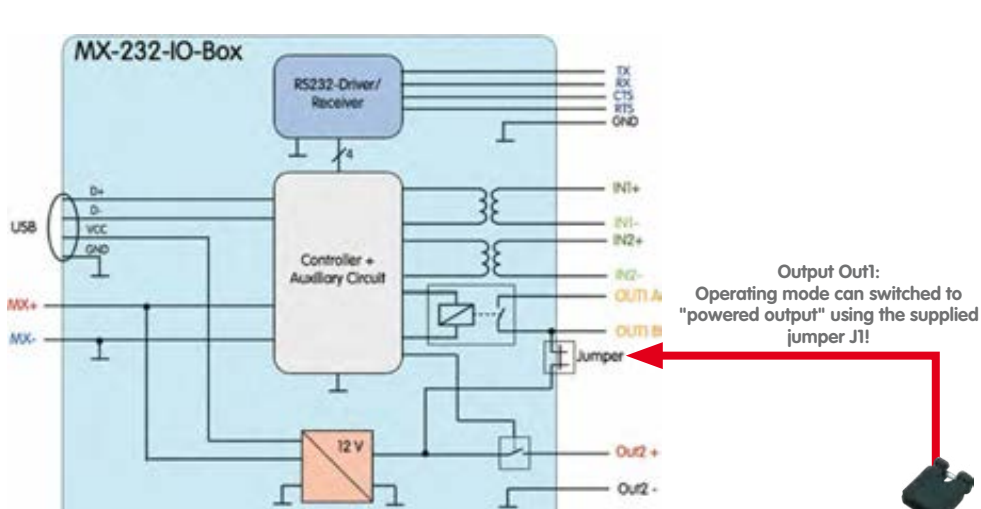 MX-232-IO-Box
RS232-Driver/
Receiver
TX
RX
CTS
RTS
GND
4
IN1+
IN1-
IN2+
IN2-
Controller +
Auxiliary Circuit
USB
D+
D-
VCC
GND
MX+
MX-
OUT1 A
OUT1 B
Jumper
Output Out1:
Operating mode can switched to
"powered output" using the supplied
jumper J1!
12 V
Out2 +
Out2 -